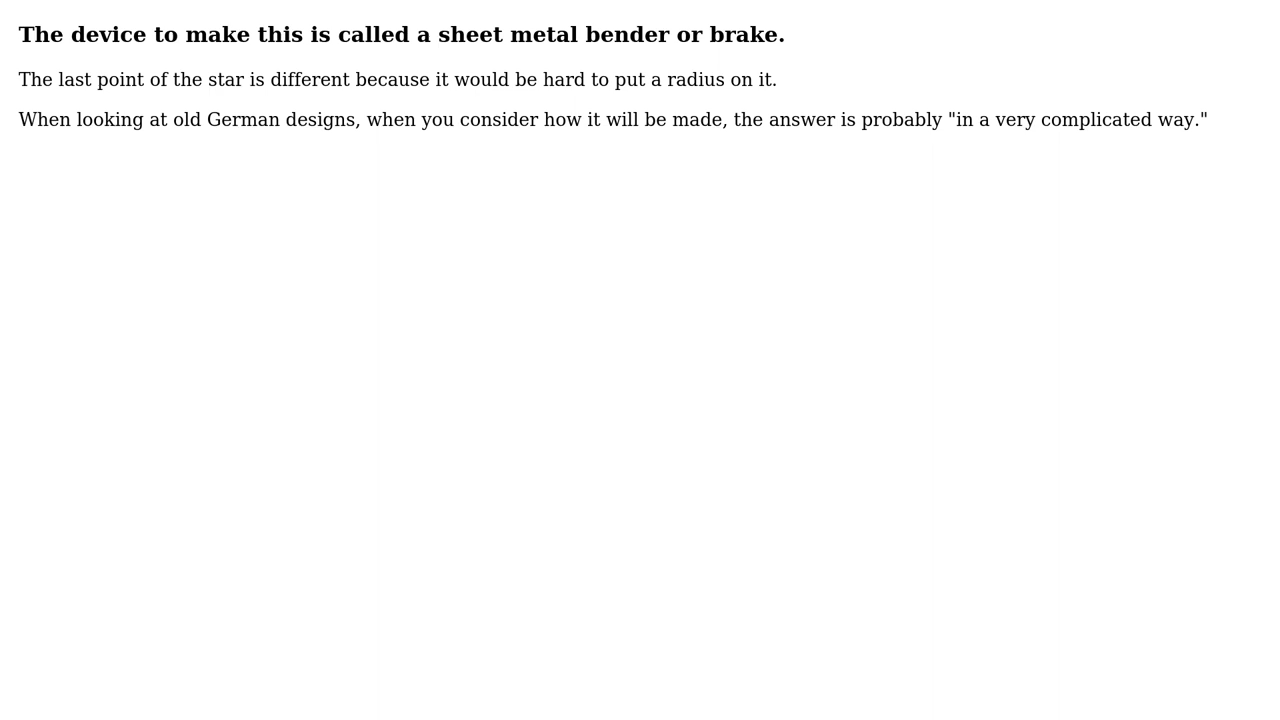 The device to make this is called a sheet metal bender or brake.
The last point of the star is different because it would be hard to put a radius on it.
When looking at old German designs, when you consider how it will be made, the answer is probably "in a very complicated way."